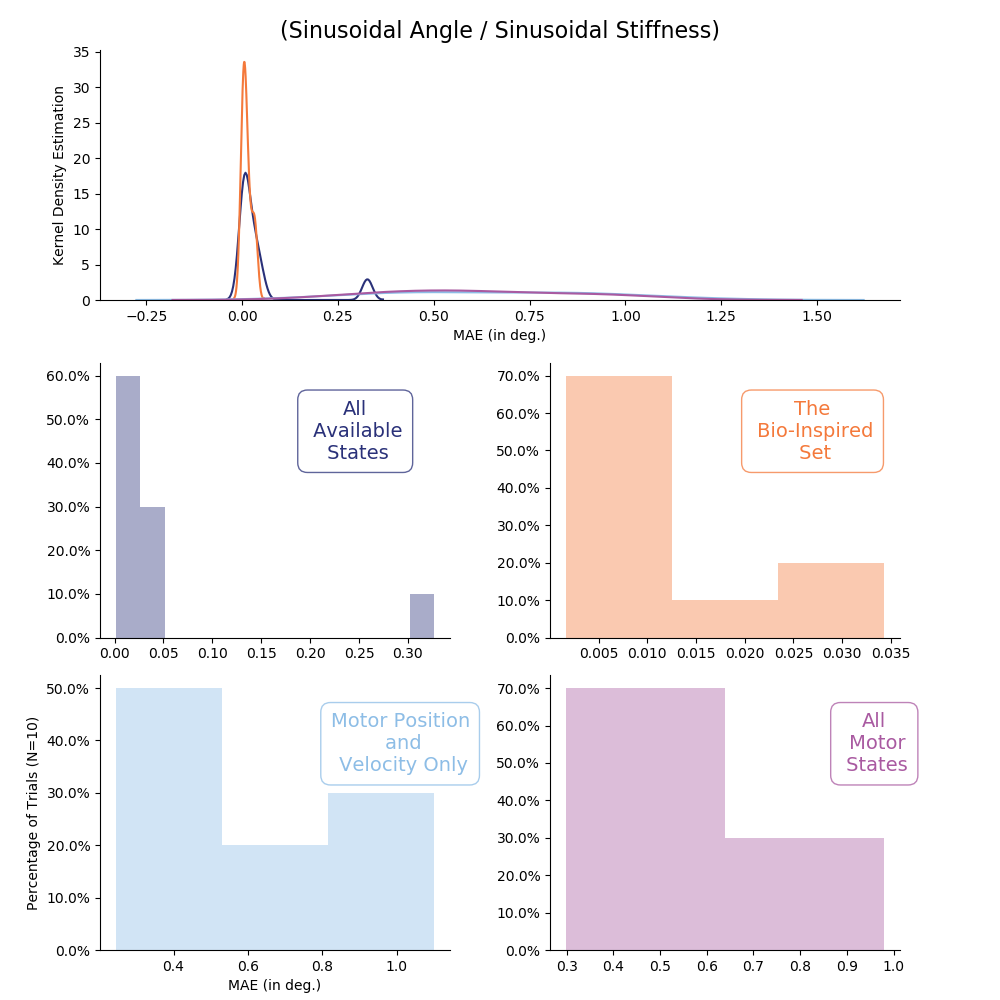 (Sinusoidal Angle / Sinusoidal Stiffness)
Kernel Density Estimation
35
30
25
20
15
10
5
0
−0.25 0.00 0.25 0.50 0.75 1.00 1.25 1.50
MAE (in deg.)
60.0%
50.0%
40.0%
30.0%
20.0%
10.0%
0.0%
All
Available
States
0.00 0.05 0.10 0.15 0.20 0.25 0.30
70.0%
60.0%
50.0%
40.0%
30.0%
20.0%
10.0%
0.0%
The
Bio-Inspired
Set
0.005 0.010 0.015 0.020 0.025 0.030 0.035
Percentage of Trials (N=10)
50.0%
40.0%
30.0%
20.0%
10.0%
0.0%
Motor Position
and
Velocity Only
0.4 0.6 0.8 1.0
MAE (in deg.)
70.0%
60.0%
50.0%
40.0%
30.0%
20.0%
10.0%
0.0%
All
Motor
States
0.3 0.4 0.5 0.6 0.7 0.8 0.9 1.0